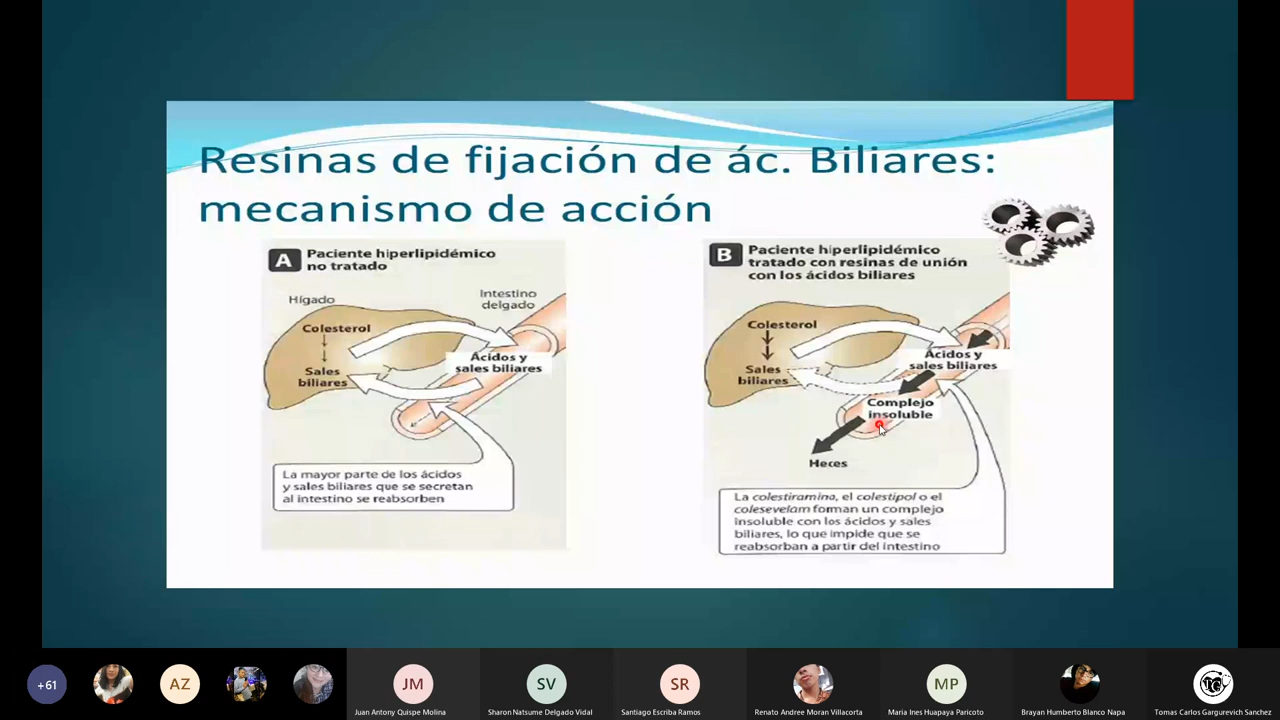 Resinas de fijación de ác. Biliares:
mecanismo de acción
A
Paciente hiperlipidémico
no tratado
Hígado
Intestino
delgado
Colesterol
Sales
biliares
Ácidos y
sales biliares
La mayor parte de los ácidos
y sales biliares que se secretan
al intestino se reabsorben
B
Paciente hiperlipidémico
tratado con resinas de unión
con los ácidos biliares
Colesterol
Sales
biliares
Ácidos y
sales biliares
Complejo
insoluble
Heces
La colestiramina, el colestipol o el
colesevelam forman un complejo
insoluble con los ácidos y sales
biliares, lo que impide que se
reabsorban a partir del intestino
+61
AZ
JM
SV
SR
MP
Juan Antony Quispe Molina
Sharon Natsume Delgado Vidal
Santiago Escriba Ramos
Renato Andree Moran Villacorta
Maria Ines Huapaya Paricoto
Brayan Humberto Blanco Napa
Tomas Carlos Gargurevich Sanchez